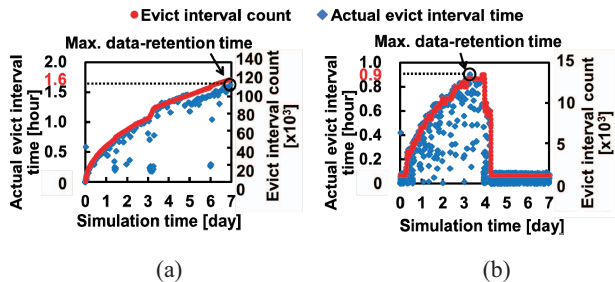 Evict interval count
Actual evict interval time
Max. data-retention time
Actual evict interval
time [hour]
2.0
1.6
1.5
1.0
0.5
0
140
120
100
80
60
40
20
0
Evict interval count
[x10³]
0 1 2 3 4 5 6 7
Simulation time [day]
(a)
Max. data-retention time
Actual evict interval
time [hour]
1.0
0.9
0.8
0.6
0.4
0.2
0
15
10
5
0
Evict interval count
[x10³]
0 1 2 3 4 5 6 7
Simulation time [day]
(b)